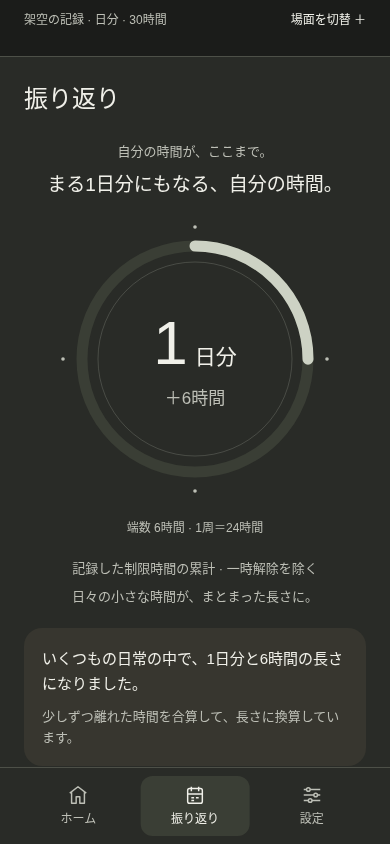 架空の記録 · 日分 · 30時間
場面を切替 ＋
振り返り
自分の時間が、ここまで。
まる1日分にもなる、自分の時間。
1 日分
＋6時間
端数 6時間 · 1周＝24時間
記録した制限時間の累計 · 一時解除を除く
日々の小さな時間が、まとまった長さに。
いくつもの日常の中で、1日分と6時間の長さ
になりました。
少しずつ離れた時間を合算して、長さに換算してい
ます。
ホーム
振り返り
設定